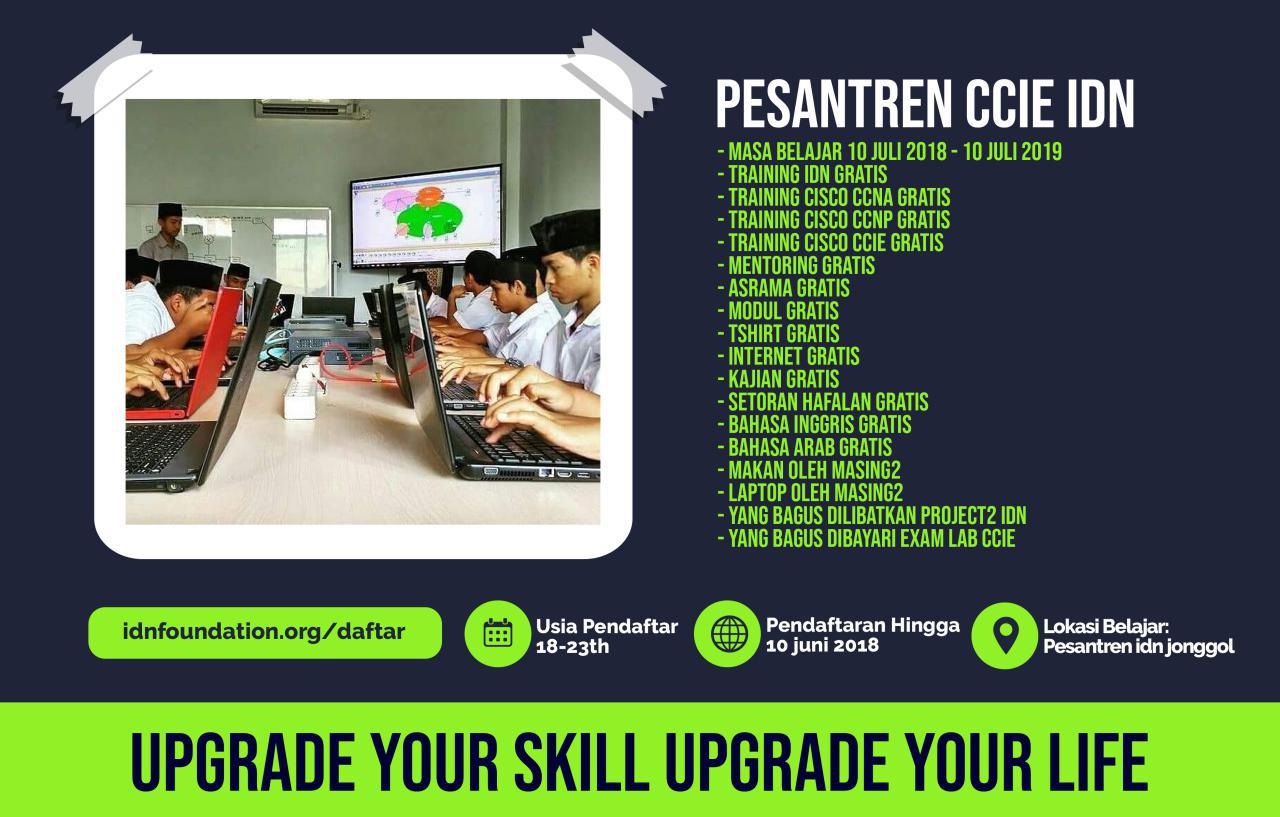 PESANTREN CCIE IDN
- MASA BELAJAR 10 JULI 2018 - 10 JULI 2019
- TRAINING IDN GRATIS
- TRAINING CISCO CCNA GRATIS
- TRAINING CISCO CCNP GRATIS
- TRAINING CISCO CCIE GRATIS
- MENTORING GRATIS
- ASRAMA GRATIS
- MODUL GRATIS
- TSHIRT GRATIS
- INTERNET GRATIS
- KAJIAN GRATIS
- SETORAN HAFALAN GRATIS
- BAHASA INGGRIS GRATIS
- BAHASA ARAB GRATIS
- MAKAN OLEH MASING2
- LAPTOP OLEH MASING2
- YANG BAGUS DILIBATKAN PROJECT2 IDN
- YANG BAGUS DIBAYARI EXAM LAB CCIE
idnfoundation.org/daftar
Usia Pendaftar
18-23th
Pendaftaran Hingga
10 juni 2018
Lokasi Belajar:
Pesantren idn jonggol
UPGRADE YOUR SKILL UPGRADE YOUR LIFE